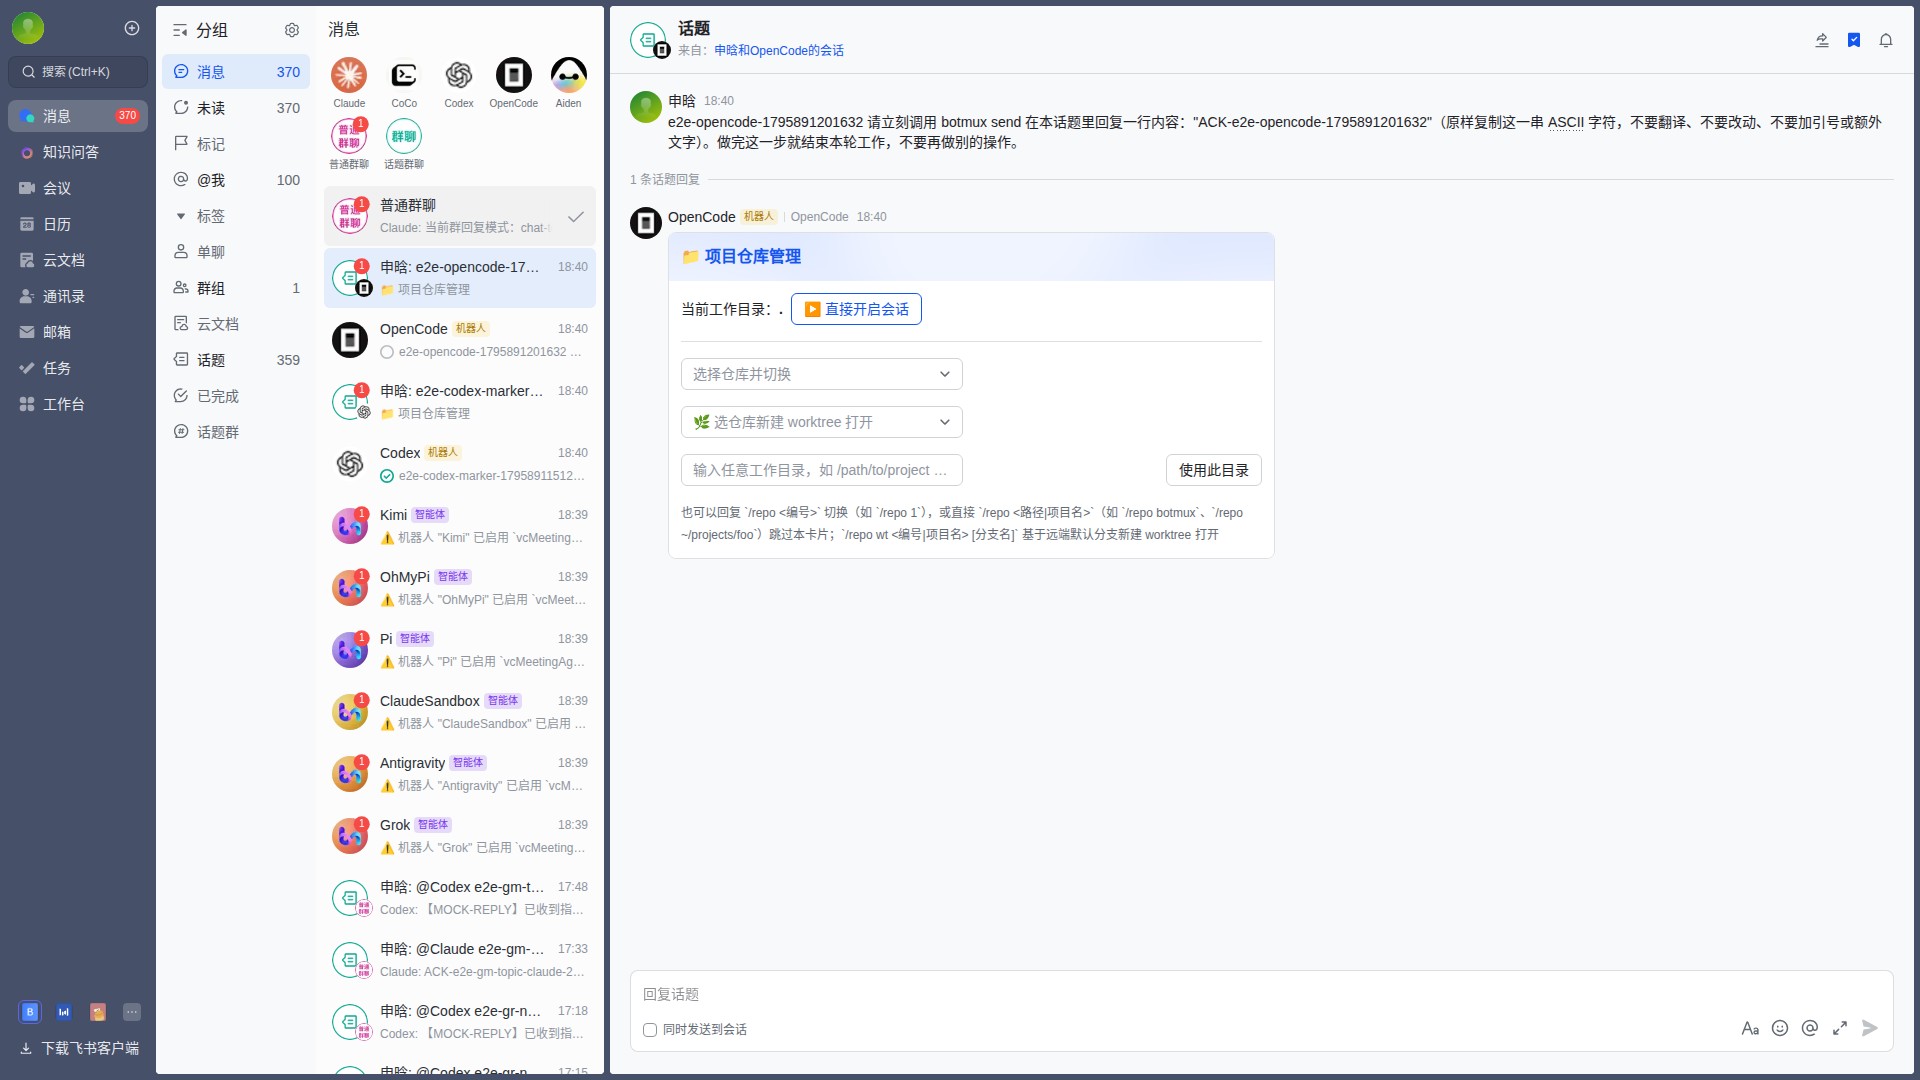 搜索 (Ctrl+K)
消息 370
知识问答
会议
日历
云文档
通讯录
邮箱
任务
工作台
下载飞书客户端
分组
消息 370
未读 370
标记
@我 100
标签
单聊
群组 1
云文档
话题 359
已完成
话题群
消息
Claude CoCo Codex OpenCode Aiden
普通群聊 1
群聊
普通群聊 话题群聊
普通群聊
Claude: 当前群回复模式：chat-t
申晗: e2e-opencode-17… 18:40
📁 项目仓库管理
OpenCode 机器人 18:40
e2e-opencode-1795891201632 …
申晗: e2e-codex-marker… 18:40
📁 项目仓库管理
Codex 机器人 18:40
e2e-codex-marker-17958911512…
Kimi 智能体 18:39
⚠️ 机器人 "Kimi" 已启用 `vcMeeting…
OhMyPi 智能体 18:39
⚠️ 机器人 "OhMyPi" 已启用 `vcMeet…
Pi 智能体 18:39
⚠️ 机器人 "Pi" 已启用 `vcMeetingAg…
ClaudeSandbox 智能体 18:39
⚠️ 机器人 "ClaudeSandbox" 已启用 …
Antigravity 智能体 18:39
⚠️ 机器人 "Antigravity" 已启用 `vcM…
Grok 智能体 18:39
⚠️ 机器人 "Grok" 已启用 `vcMeeting…
申晗: @Codex e2e-gm-t… 17:48
Codex: 【MOCK-REPLY】已收到指…
申晗: @Claude e2e-gm-… 17:33
Claude: ACK-e2e-gm-topic-claude-2…
申晗: @Codex e2e-gr-n… 17:18
Codex: 【MOCK-REPLY】已收到指…
申晗: @Codex e2e-gr-n… 17:15
话题
来自：申晗和OpenCode的会话
申晗 18:40
e2e-opencode-1795891201632 请立刻调用 botmux send 在本话题里回复一行内容："ACK-e2e-opencode-1795891201632"（原样复制这一串 ASCII 字符，不要翻译、不要改动、不要加引号或额外
文字）。做完这一步就结束本轮工作，不要再做别的操作。
1 条话题回复
OpenCode 机器人 OpenCode 18:40
📁 项目仓库管理
当前工作目录：. ▶️ 直接开启会话
选择仓库并切换
🌿 选仓库新建 worktree 打开
输入任意工作目录，如 /path/to/project … 使用此目录
也可以回复 `/repo <编号>` 切换（如 `/repo 1`），或直接 `/repo <路径|项目名>`（如 `/repo botmux`、`/repo
~/projects/foo`）跳过本卡片；`/repo wt <编号|项目名> [分支名]` 基于远端默认分支新建 worktree 打开
回复话题
同时发送到会话